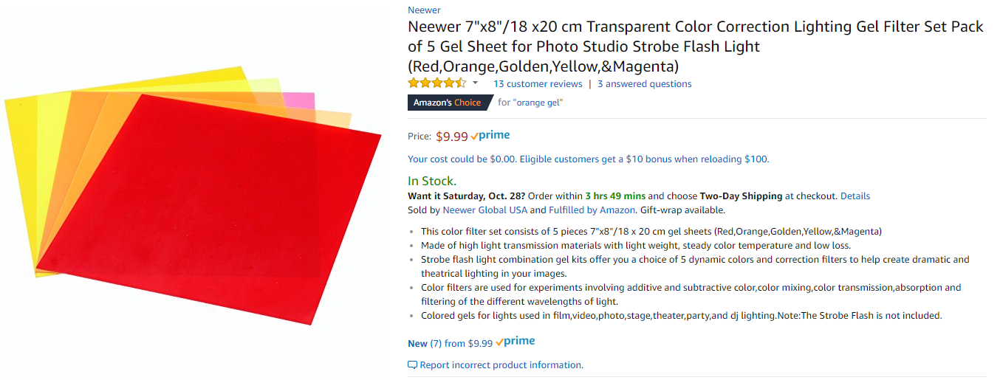 Neewer
Neewer 7"x8"/18 x20 cm Transparent Color Correction Lighting Gel Filter Set Pack
of 5 Gel Sheet for Photo Studio Strobe Flash Light
(Red,Orange,Golden,Yellow,&Magenta)
13 customer reviews | 3 answered questions
Amazon's Choice for "orange gel"
Price: $9.99 prime
Your cost could be $0.00. Eligible customers get a $10 bonus when reloading $100.
In Stock.
Want it Saturday, Oct. 28? Order within 3 hrs 49 mins and choose Two-Day Shipping at checkout. Details
Sold by Neewer Global USA and Fulfilled by Amazon. Gift-wrap available.
• This color filter set consists of 5 pieces 7"x8"/18 x 20 cm gel sheets (Red,Orange,Golden,Yellow,&Magenta)
• Made of high light transmission materials with light weight, steady color temperature and low loss.
• Strobe flash light combination gel kits offer you a choice of 5 dynamic colors and correction filters to help create dramatic and
theatrical lighting in your images.
• Color filters are used for experiments involving additive and subtractive color,color mixing,color transmission,absorption and
filtering of the different wavelengths of light.
• Colored gels for lights used in film,video,photo,stage,theater,party,and dj lighting.Note:The Strobe Flash is not included.
New (7) from $9.99 prime
Report incorrect product information.